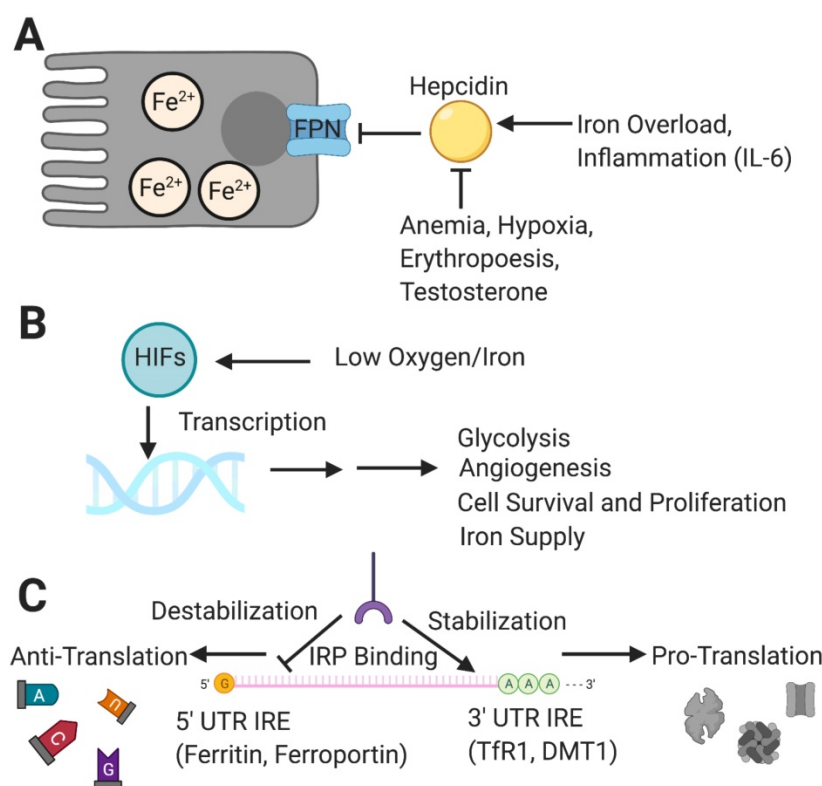 A
Fe2+
Fe2+
Fe2+
FPN
Hepcidin
Iron Overload,
Inflammation (IL-6)
Anemia, Hypoxia,
Erythropoesis,
Testosterone
B
HIFs
Low Oxygen/Iron
Transcription
Glycolysis
Angiogenesis
Cell Survival and Proliferation
Iron Supply
C
Destabilization
Stabilization
Anti-Translation
IRP Binding
Pro-Translation
5' G A A A ---3'
5' UTR IRE
(Ferritin, Ferroportin)
3' UTR IRE
(TfR1, DMT1)
A
U
C
G